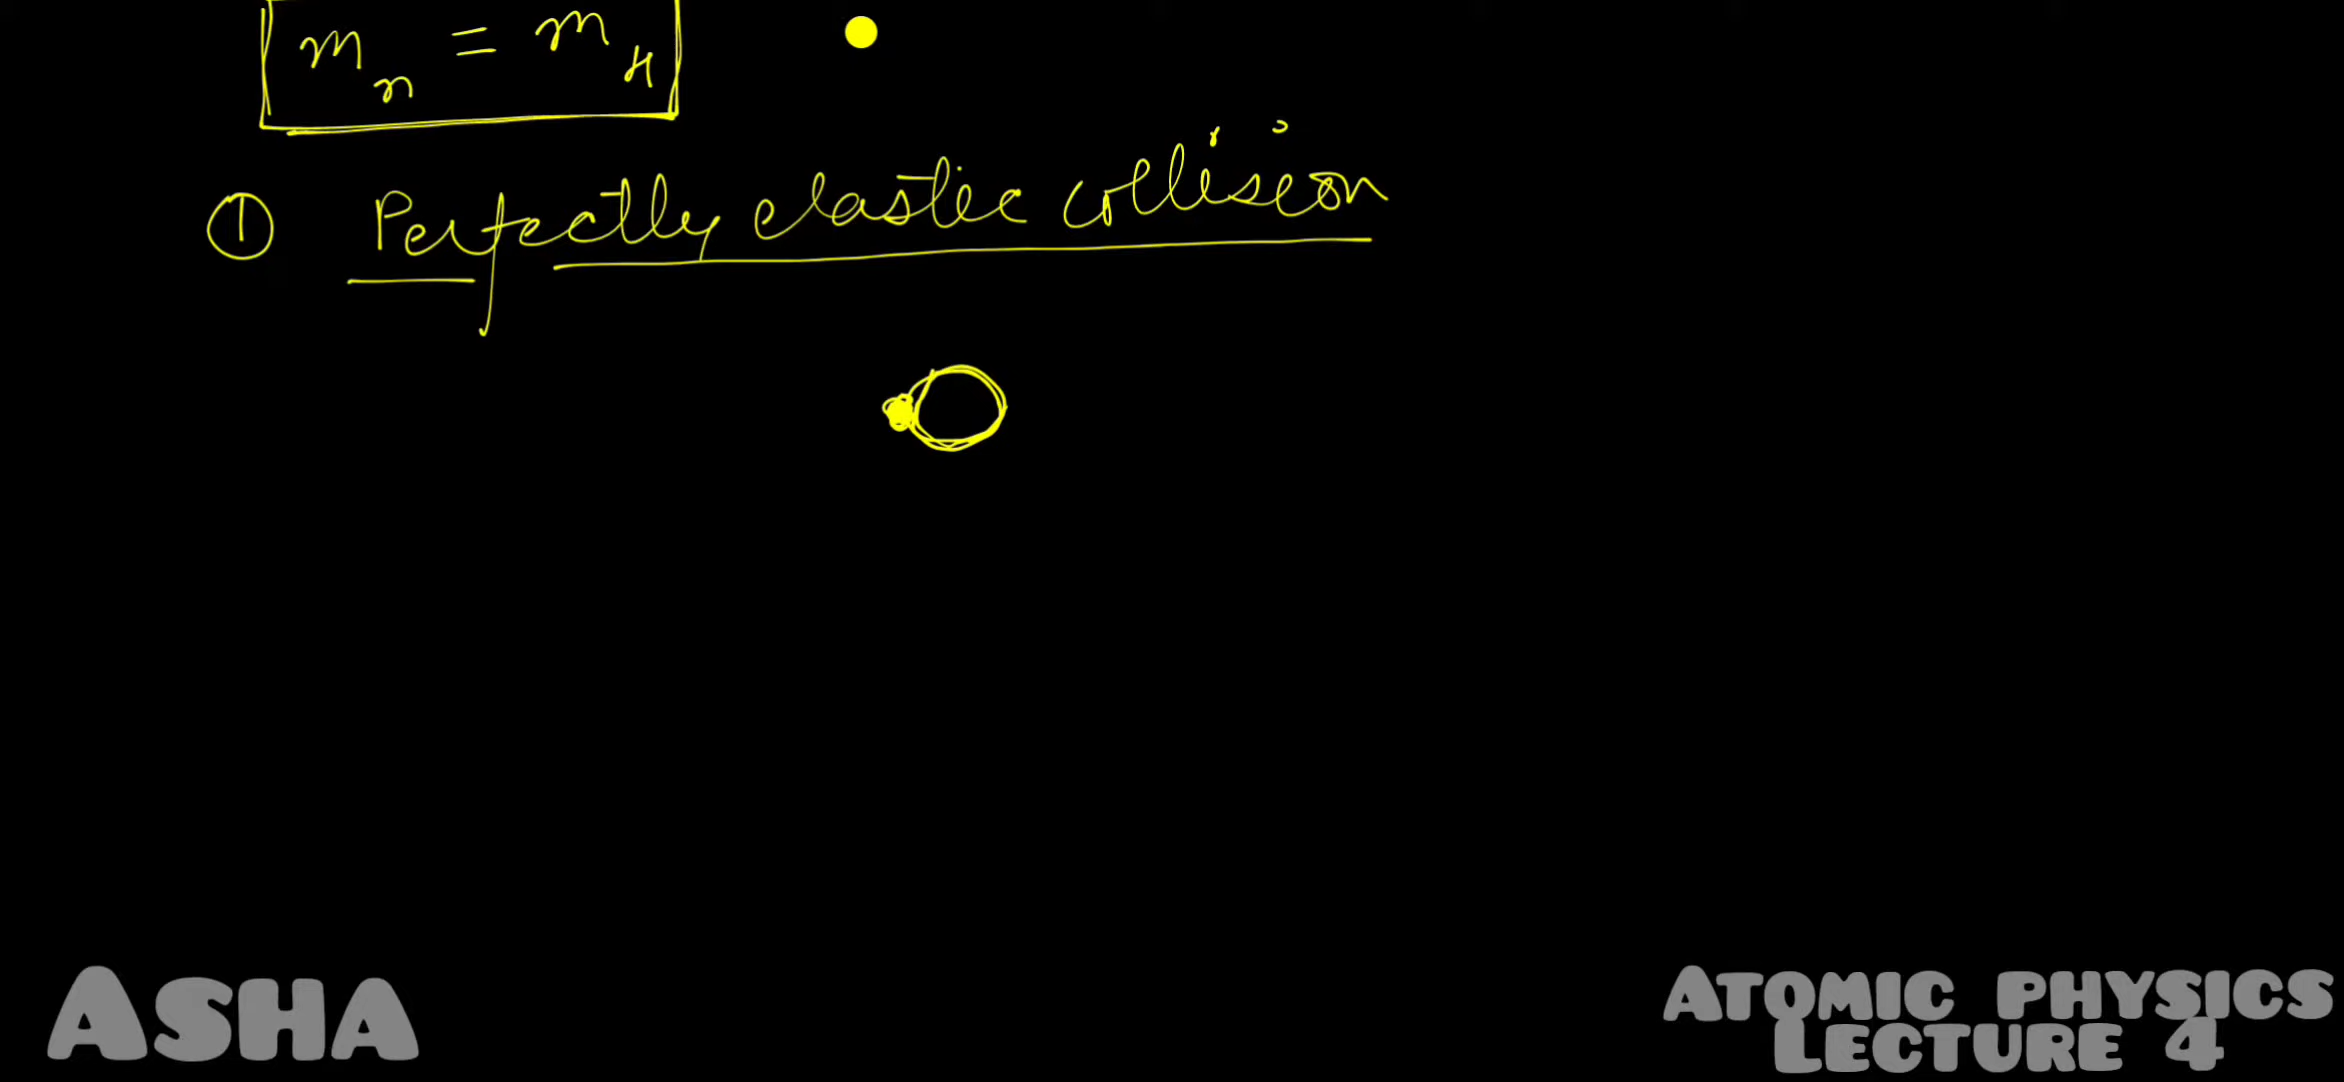 m_n = m_H
① Perfectly elastic collision
ASHA
ATOMIC PHYSICS
LECTURE 4